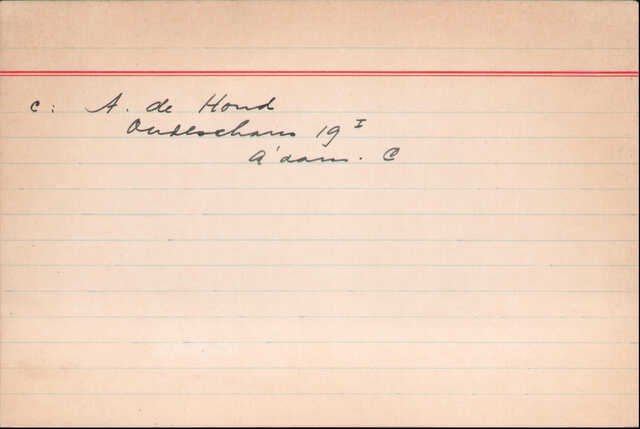 c: A. de Hond
Oudeschans 19 I
A'dam. C